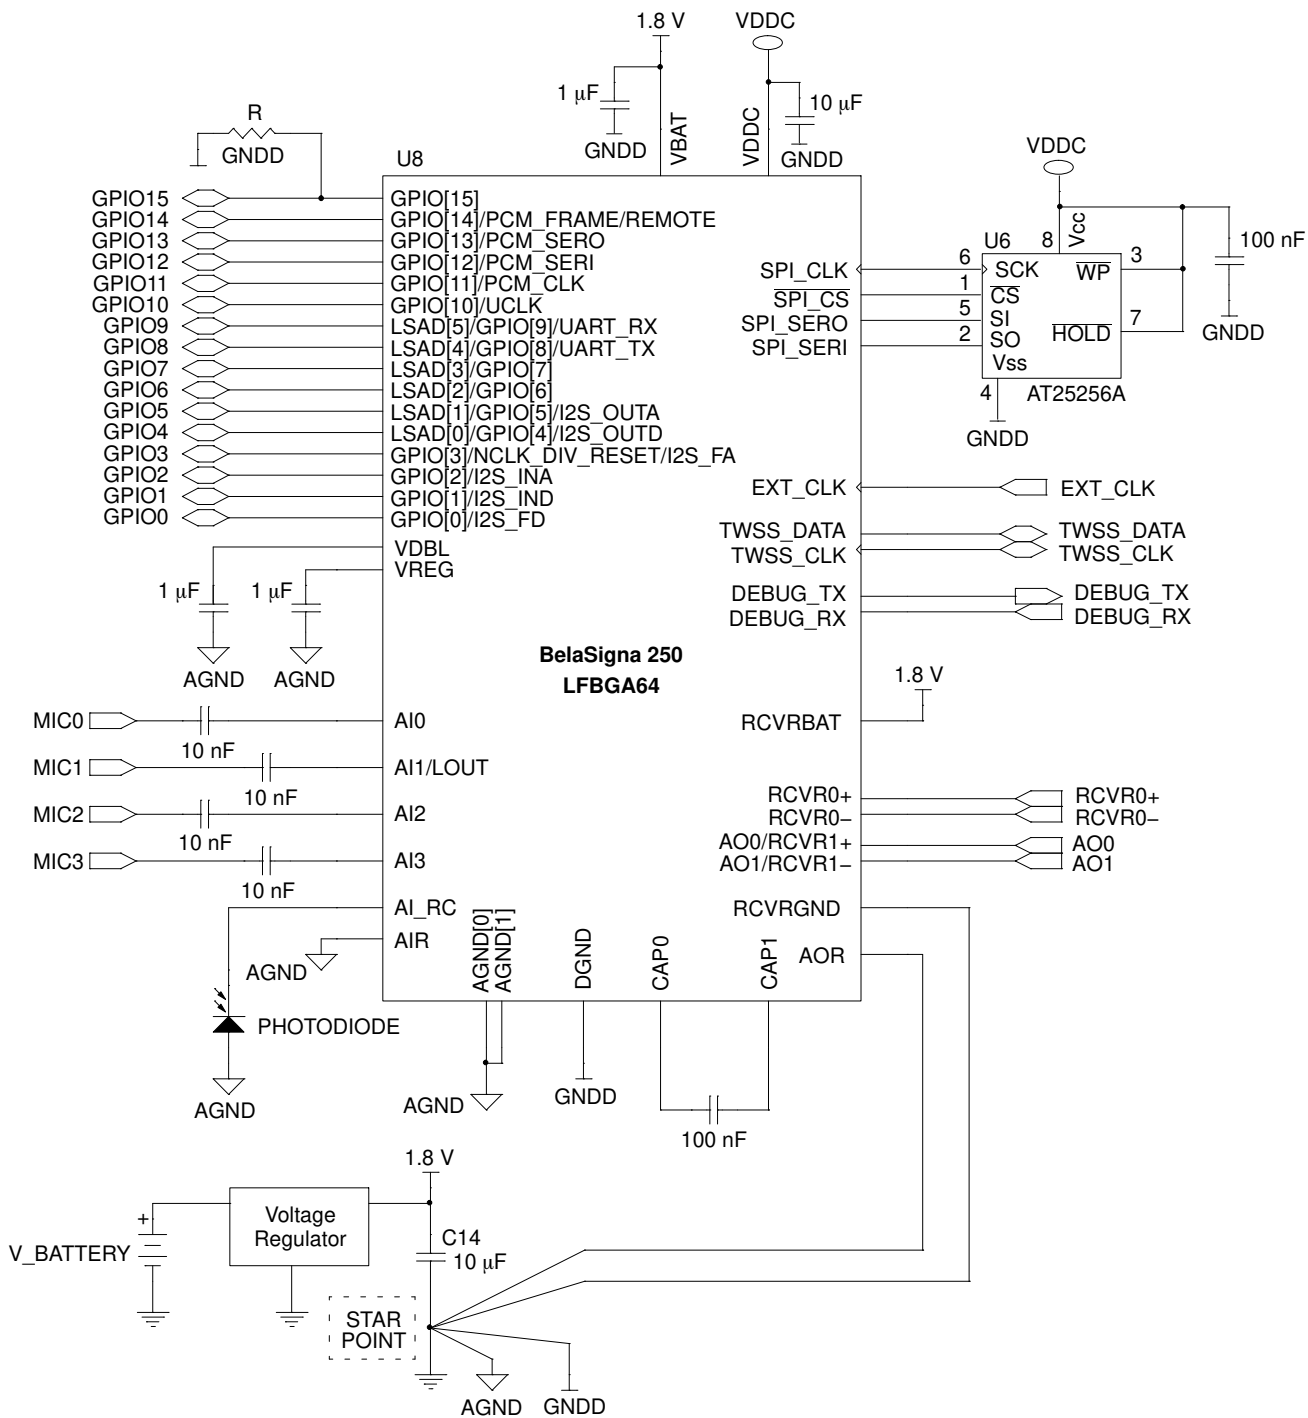 1.8 V
VDDC
1 μF
GNDD
VBAT
VDDC
10 μF
GNDD
R
GNDD
U8
GPIO15
GPIO14
GPIO13
GPIO12
GPIO11
GPIO10
GPIO9
GPIO8
GPIO7
GPIO6
GPIO5
GPIO4
GPIO3
GPIO2
GPIO1
GPIO0
GPIO[15]
GPIO[14]/PCM_FRAME/REMOTE
GPIO[13]/PCM_SERO
GPIO[12]/PCM_SERI
GPIO[11]/PCM_CLK
GPIO[10]/UCLK
LSAD[5]/GPIO[9]/UART_RX
LSAD[4]/GPIO[8]/UART_TX
LSAD[3]/GPIO[7]
LSAD[2]/GPIO[6]
LSAD[1]/GPIO[5]/I2S_OUTA
LSAD[0]/GPIO[4]/I2S_OUTD
GPIO[3]/NCLK_DIV_RESET/I2S_FA
GPIO[2]/I2S_INA
GPIO[1]/I2S_IND
GPIO[0]/I2S_FD
VDBL
VREG
1 μF
1 μF
AGND
AGND
VDDC
U6
8
Vcc
100 nF
GNDD
SPI_CLK
SPI_CS
SPI_SERO
SPI_SERI
6
1
5
2
SCK
CS
SI
SO
Vss
WP
HOLD
3
7
4
AT25256A
GNDD
EXT_CLK
EXT_CLK
TWSS_DATA
TWSS_DATA
TWSS_CLK
TWSS_CLK
DEBUG_TX
DEBUG_TX
DEBUG_RX
DEBUG_RX
BelaSigna 250
LFBGA64
1.8 V
RCVRBAT
MIC0
10 nF
AI0
MIC1
10 nF
AI1/LOUT
MIC2
10 nF
AI2
MIC3
10 nF
AI3
RCVR0+
RCVR0+
RCVR0−
RCVR0−
AO0/RCVR1+
AO0
AO1/RCVR1−
AO1
AI_RC
AIR
AGND
RCVRGND
AOR
AGND[0]
AGND[1]
DGND
CAP0
CAP1
PHOTODIODE
AGND
AGND
GNDD
100 nF
1.8 V
Voltage
Regulator
+
V_BATTERY
C14
10 μF
STAR
POINT
AGND
GNDD